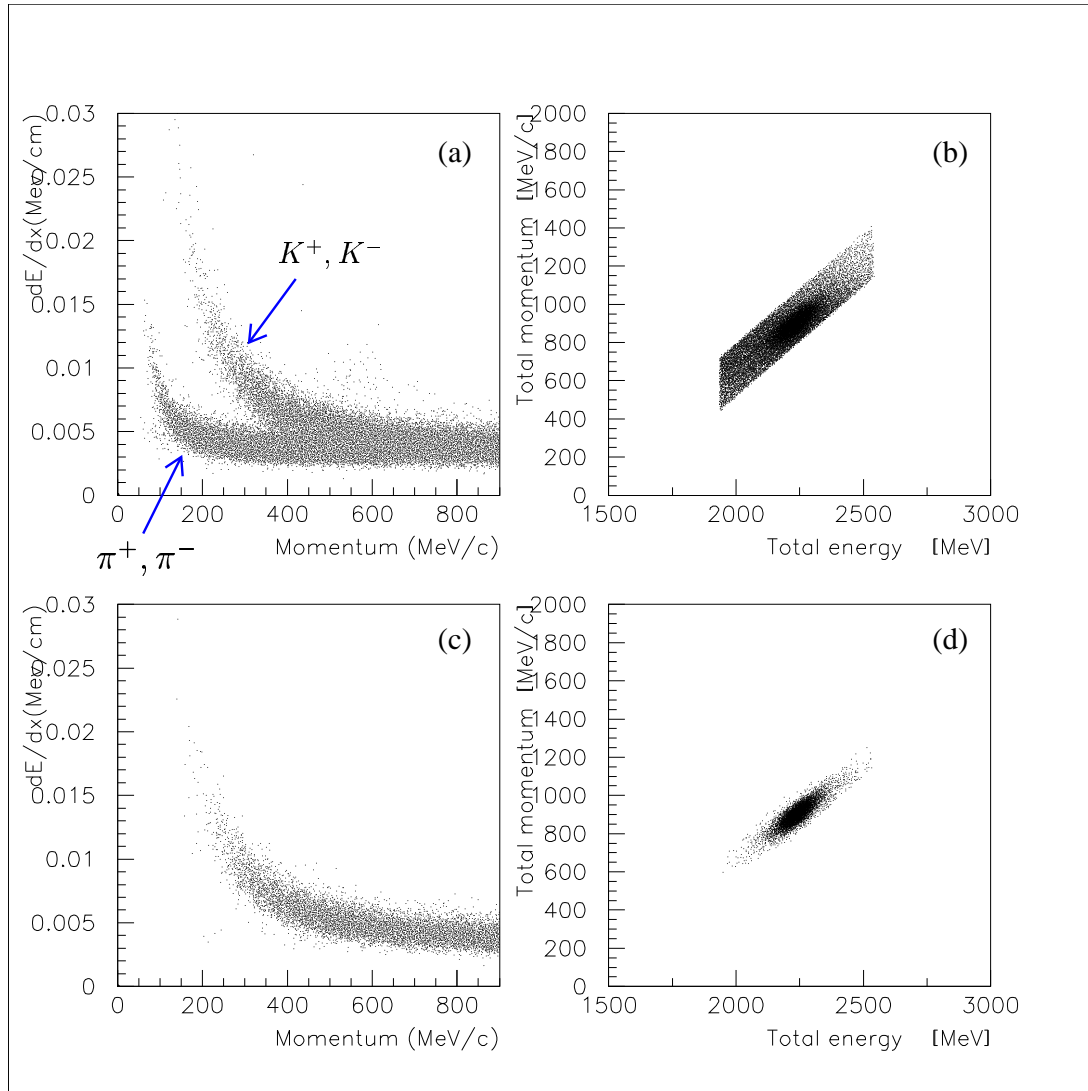 dE/dx(Mev/cm)
0.03
0.025
0.02
0.015
0.01
0.005
0
(a)
K⁺, K⁻
π⁺, π⁻
0 200 400 600 800
Momentum (MeV/c)
Total momentum [MeV/c]
2000
1800
1600
1400
1200
1000
800
600
400
200
0
(b)
1500 2000 2500 3000
Total energy [MeV]
dE/dx(Mev/cm)
0.03
0.025
0.02
0.015
0.01
0.005
0
(c)
0 200 400 600 800
Momentum (MeV/c)
Total momentum [MeV/c]
2000
1800
1600
1400
1200
1000
800
600
400
200
0
(d)
1500 2000 2500 3000
Total energy [MeV]